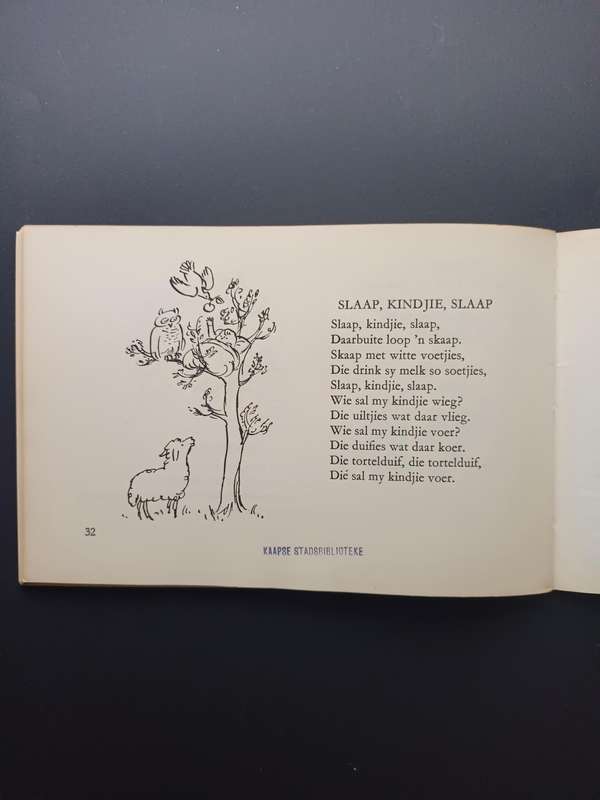 SLAAP, KINDJIE, SLAAP
Slaap, kindjie, slaap,
Daarbuite loop 'n skaap.
Skaap met witte voetjies,
Die drink sy melk so soetjies,
Slaap, kindjie, slaap.
Wie sal my kindjie wieg?
Die uiltjies wat daar vlieg.
Wie sal my kindjie voer?
Die duifies wat daar koer.
Die tortelduif, die tortelduif,
Dié sal my kindjie voer.
32
KAAPSE STADSBIBLIOTEKE